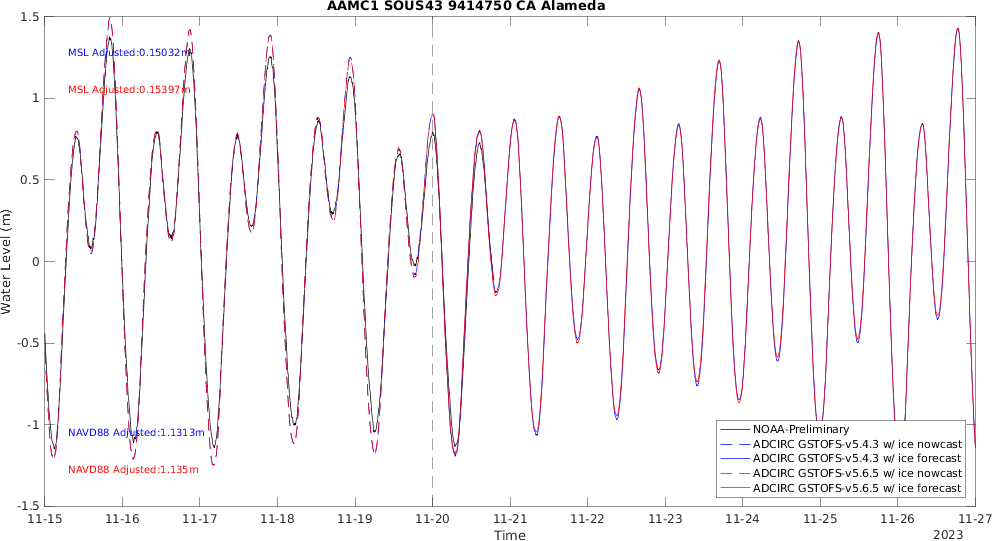 AAMC1 SOUS43 9414750 CA Alameda
1.5
1
0.5
0
-0.5
-1
-1.5
Water Level (m)
MSL Adjusted:0.15032m
MSL Adjusted:0.15397m
NAVD88 Adjusted:1.1313m
NAVD88 Adjusted:1.135m
NOAA-Preliminary
ADCIRC GSTOFS-v5.4.3 w/ ice nowcast
ADCIRC GSTOFS-v5.4.3 w/ ice forecast
ADCIRC GSTOFS-v5.6.5 w/ ice nowcast
ADCIRC GSTOFS-v5.6.5 w/ ice forecast
11-15 11-16 11-17 11-18 11-19 11-20 11-21 11-22 11-23 11-24 11-25 11-26 11-27
Time
2023